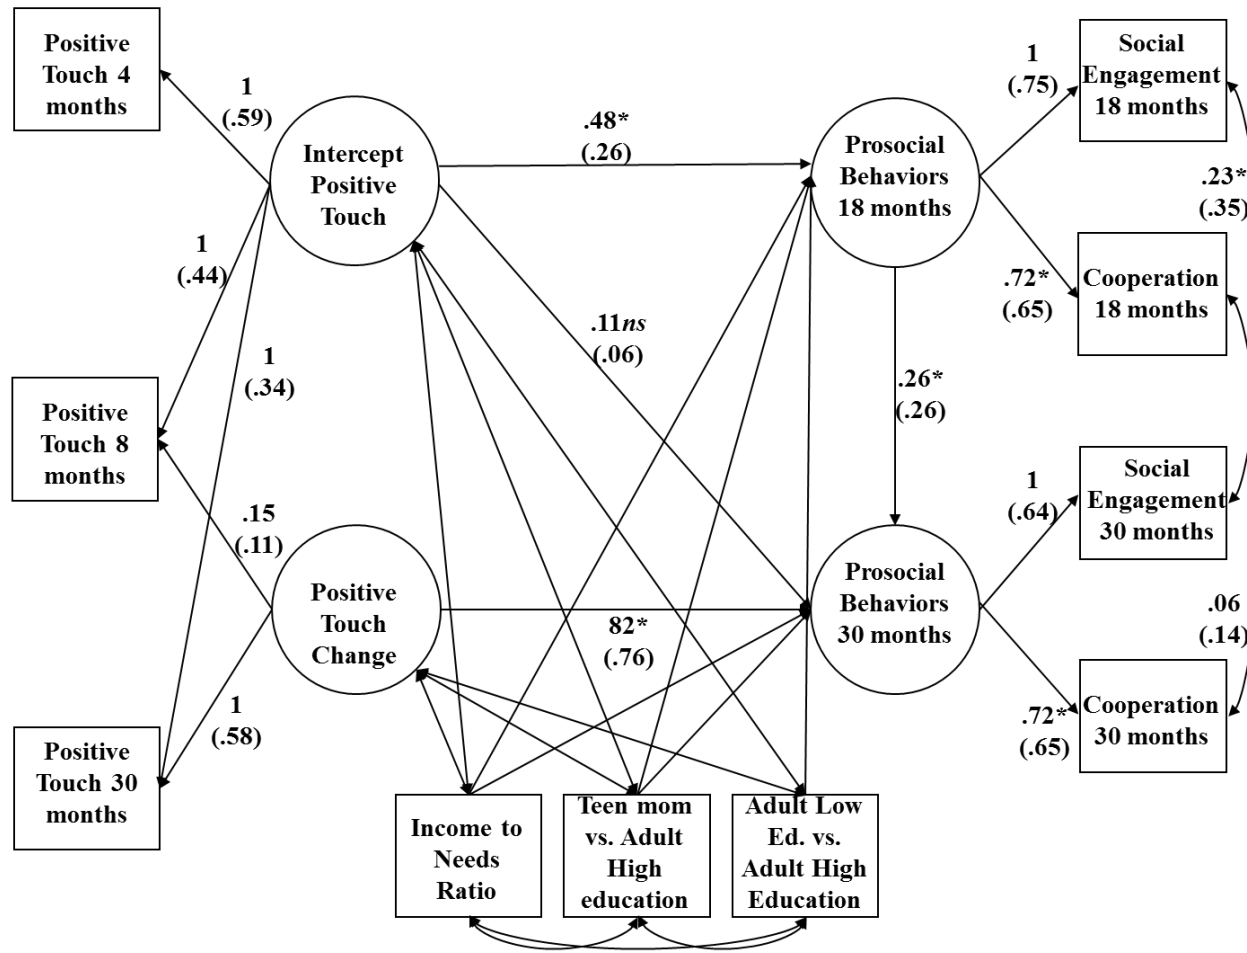 Positive
Touch 4
months
1
(.59)
Intercept
Positive
Touch
.48*
(.26)
Prosocial
Behaviors
18 months
1
(.75)
Social
Engagement
18 months
.23*
(.35)
1
(.44)
1
(.34)
.11ns
(.06)
.72*
(.65)
Cooperation
18 months
Positive
Touch 8
months
.26*
(.26)
1
(.64)
Social
Engagement
30 months
.15
(.11)
Positive
Touch
Change
82*
(.76)
Prosocial
Behaviors
30 months
.06
(.14)
1
(.58)
.72*
(.65)
Cooperation
30 months
Positive
Touch 30
months
Income to
Needs
Ratio
Teen mom
vs. Adult
High
education
Adult Low
Ed. vs.
Adult High
Education